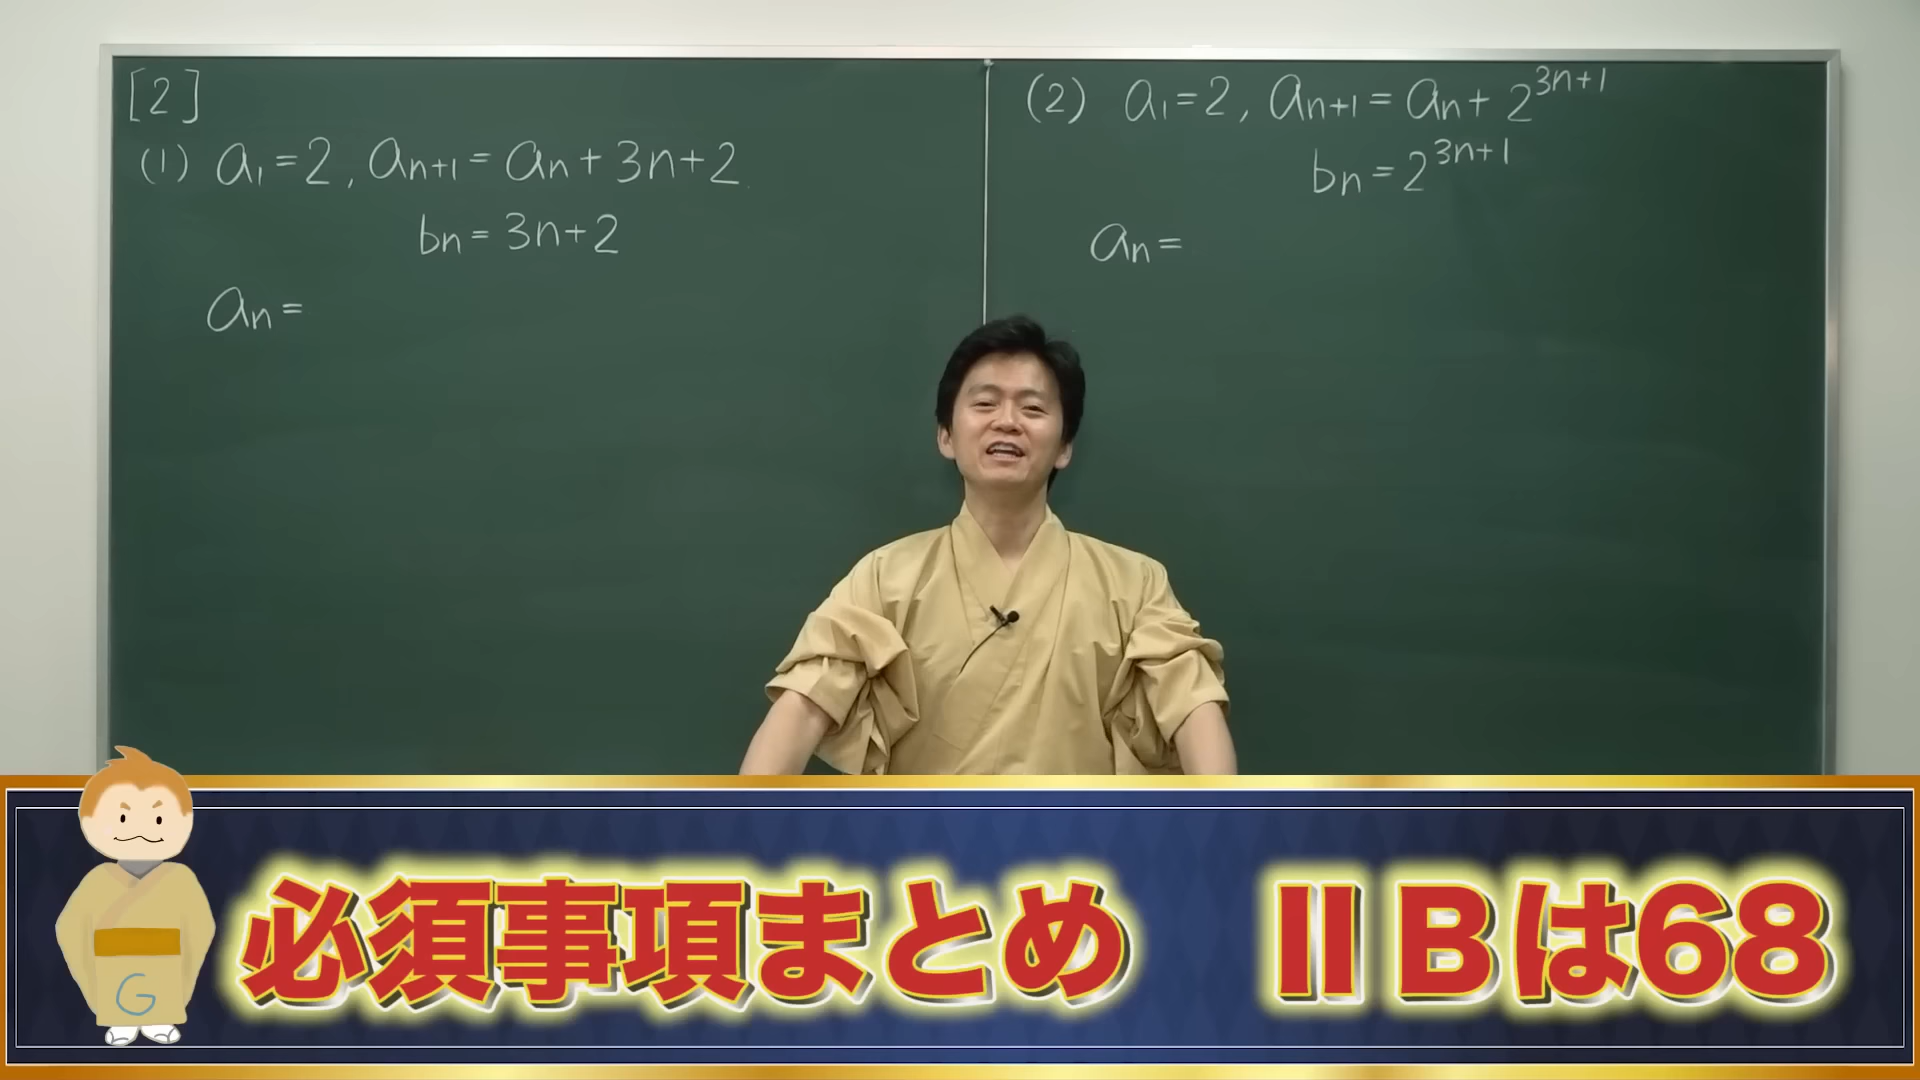 [2]
(1) a₁=2, aₙ₊₁=aₙ+3n+2
bₙ=3n+2
aₙ=
(2) a₁=2, aₙ₊₁=aₙ+2³ⁿ⁺¹
bₙ=2³ⁿ⁺¹
aₙ=
必須事項まとめ ⅡBは68
G